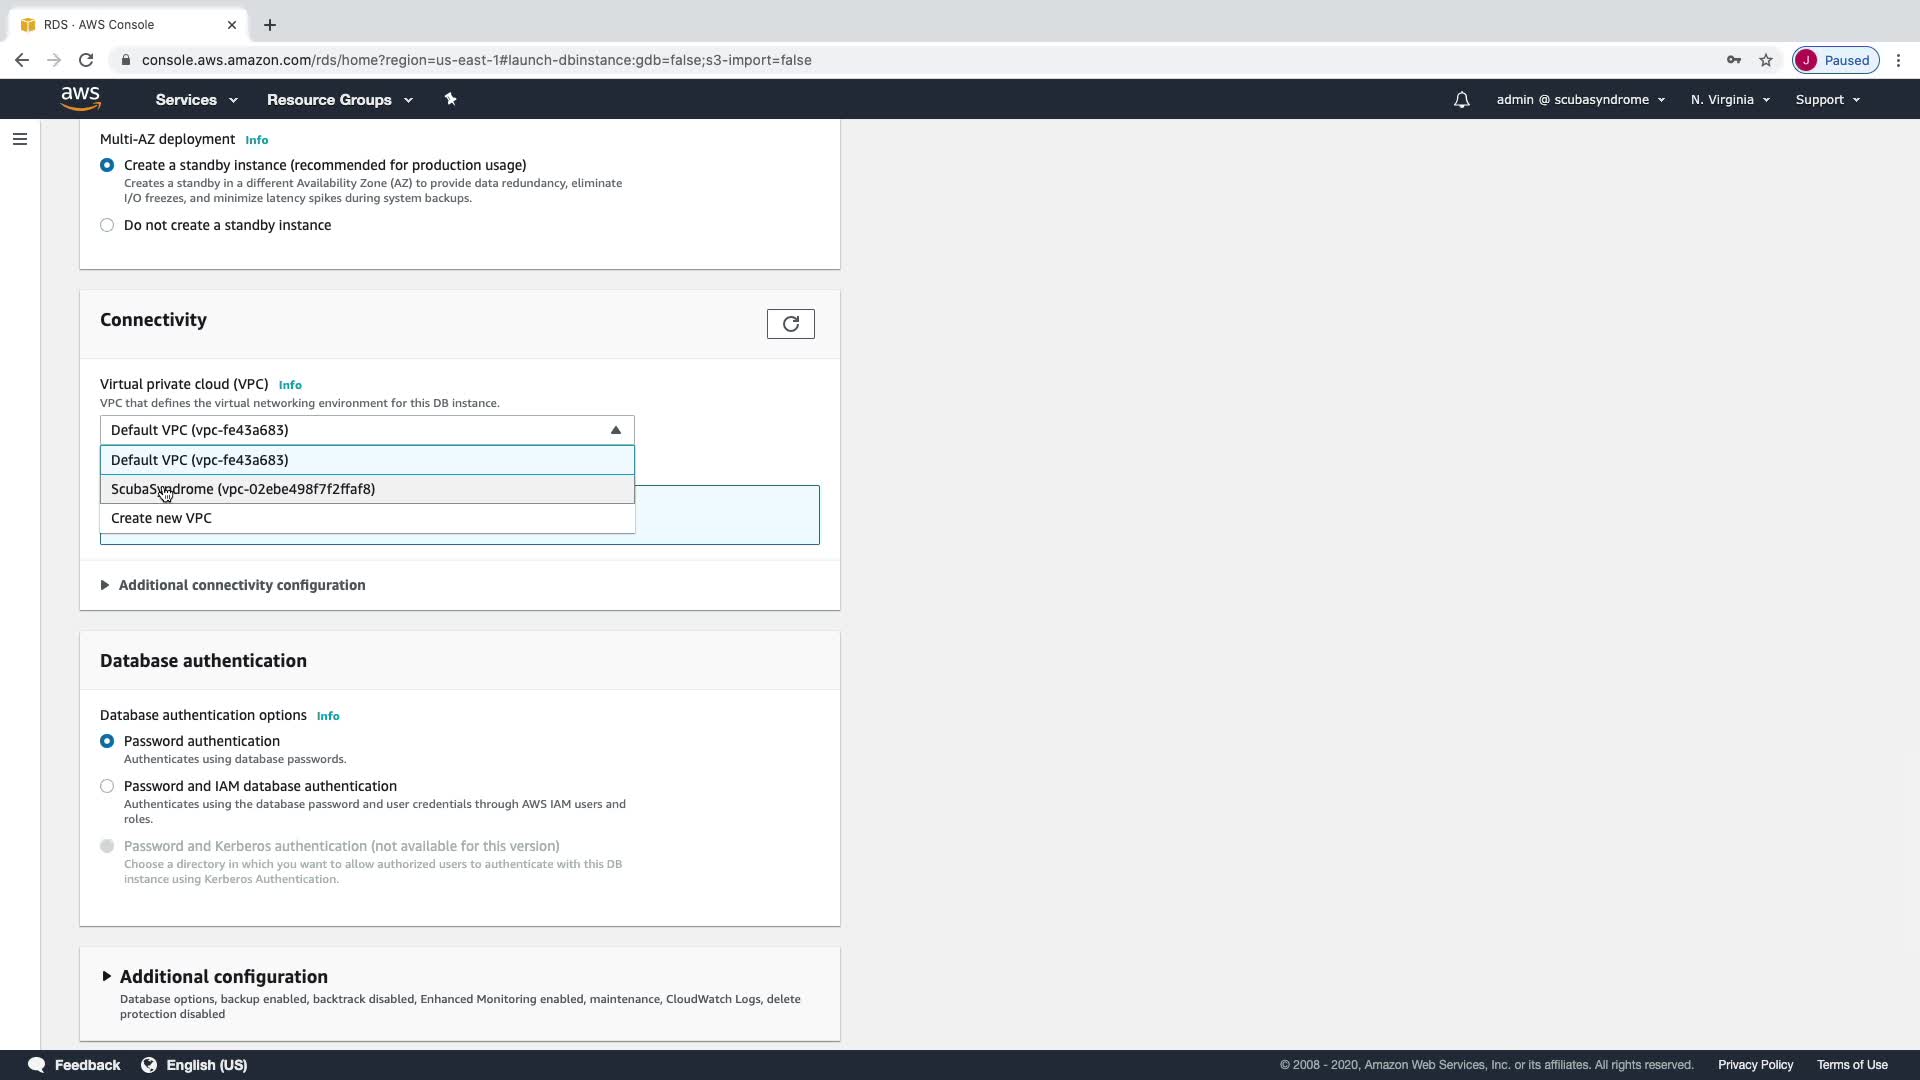 RDS · AWS Console
console.aws.amazon.com/rds/home?region=us-east-1#launch-dbinstance:gdb=false;s3-import=false
J Paused
aws Services Resource Groups admin @ scubasyndrome N. Virginia Support
Multi-AZ deployment Info
Create a standby instance (recommended for production usage)
Creates a standby in a different Availability Zone (AZ) to provide data redundancy, eliminate
I/O freezes, and minimize latency spikes during system backups.
Do not create a standby instance
Connectivity
Virtual private cloud (VPC) Info
VPC that defines the virtual networking environment for this DB instance.
Default VPC (vpc-fe43a683)
Default VPC (vpc-fe43a683)
ScubaSyndrome (vpc-02ebe498f7f2ffaf8)
Create new VPC
Additional connectivity configuration
Database authentication
Database authentication options Info
Password authentication
Authenticates using database passwords.
Password and IAM database authentication
Authenticates using the database password and user credentials through AWS IAM users and
roles.
Password and Kerberos authentication (not available for this version)
Choose a directory in which you want to allow authorized users to authenticate with this DB
instance using Kerberos Authentication.
Additional configuration
Database options, backup enabled, backtrack disabled, Enhanced Monitoring enabled, maintenance, CloudWatch Logs, delete
protection disabled
Feedback English (US) © 2008 - 2020, Amazon Web Services, Inc. or its affiliates. All rights reserved. Privacy Policy Terms of Use